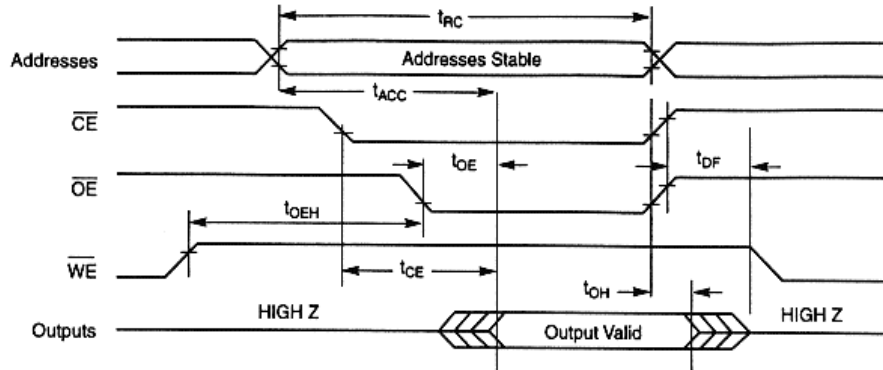 tRC
Addresses
Addresses Stable
tACC
CE
tOE
tDF
OE
tOEH
WE
tCE
tOH
HIGH Z
HIGH Z
Outputs
Output Valid